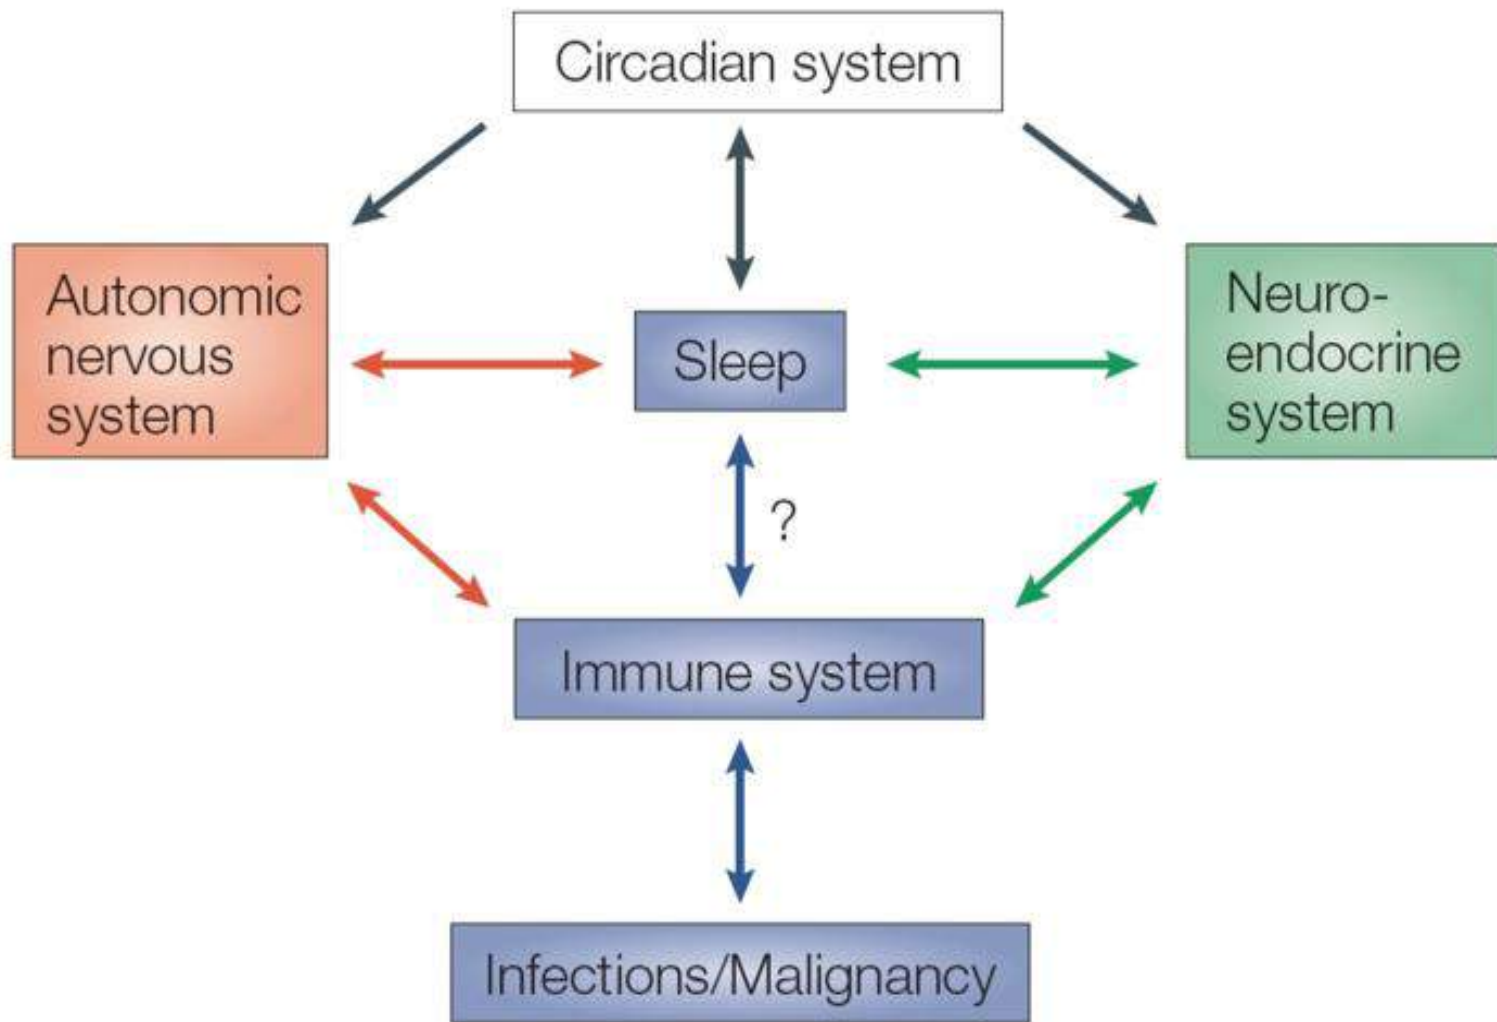 Circadian system
Autonomic
nervous
system
Sleep
Neuro-
endocrine
system
?
Immune system
Infections/Malignancy